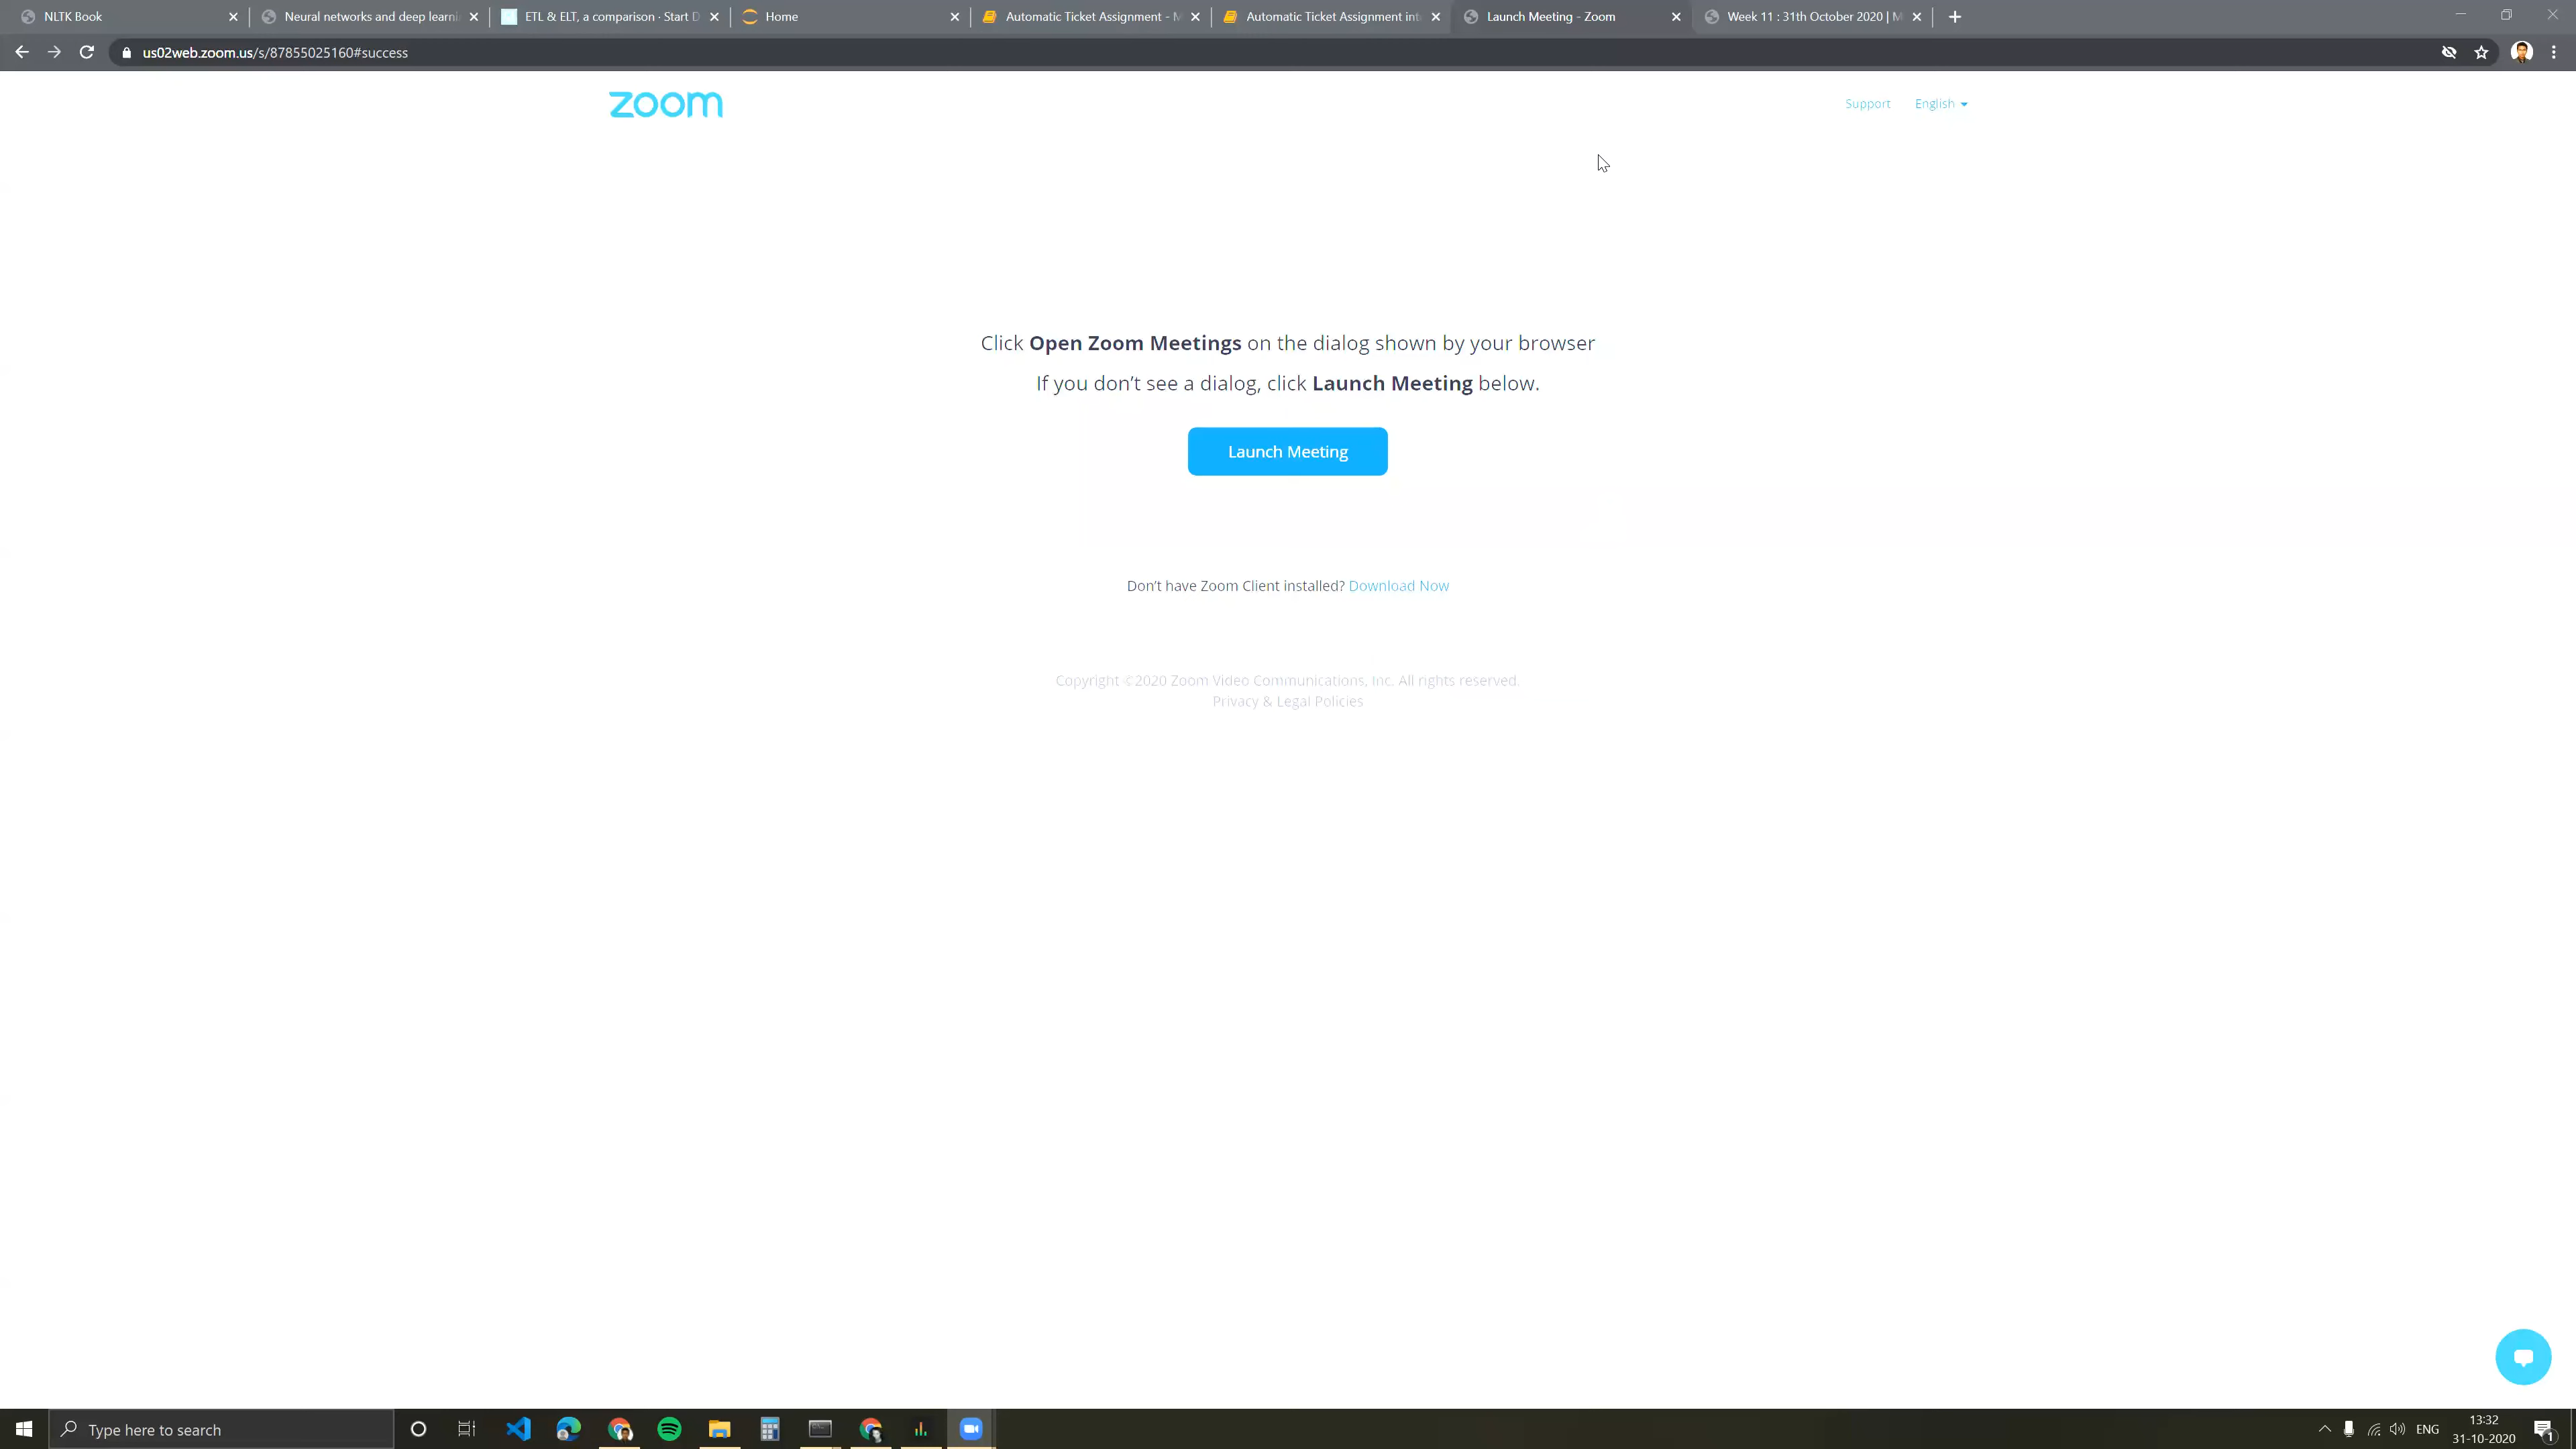 NLTK Book
Neural networks and deep learni
ETL & ELT, a comparison · Start D
Home
Automatic Ticket Assignment - M
Automatic Ticket Assignment int
Launch Meeting - Zoom
Week 11 : 31th October 2020 | M
us02web.zoom.us/s/87855025160#success
zoom
Support
English
Click Open Zoom Meetings on the dialog shown by your browser
If you don't see a dialog, click Launch Meeting below.
Launch Meeting
Don't have Zoom Client installed? Download Now
Copyright ©2020 Zoom Video Communications, Inc. All rights reserved.
Privacy & Legal Policies
Type here to search
ENG
13:32
31-10-2020
1